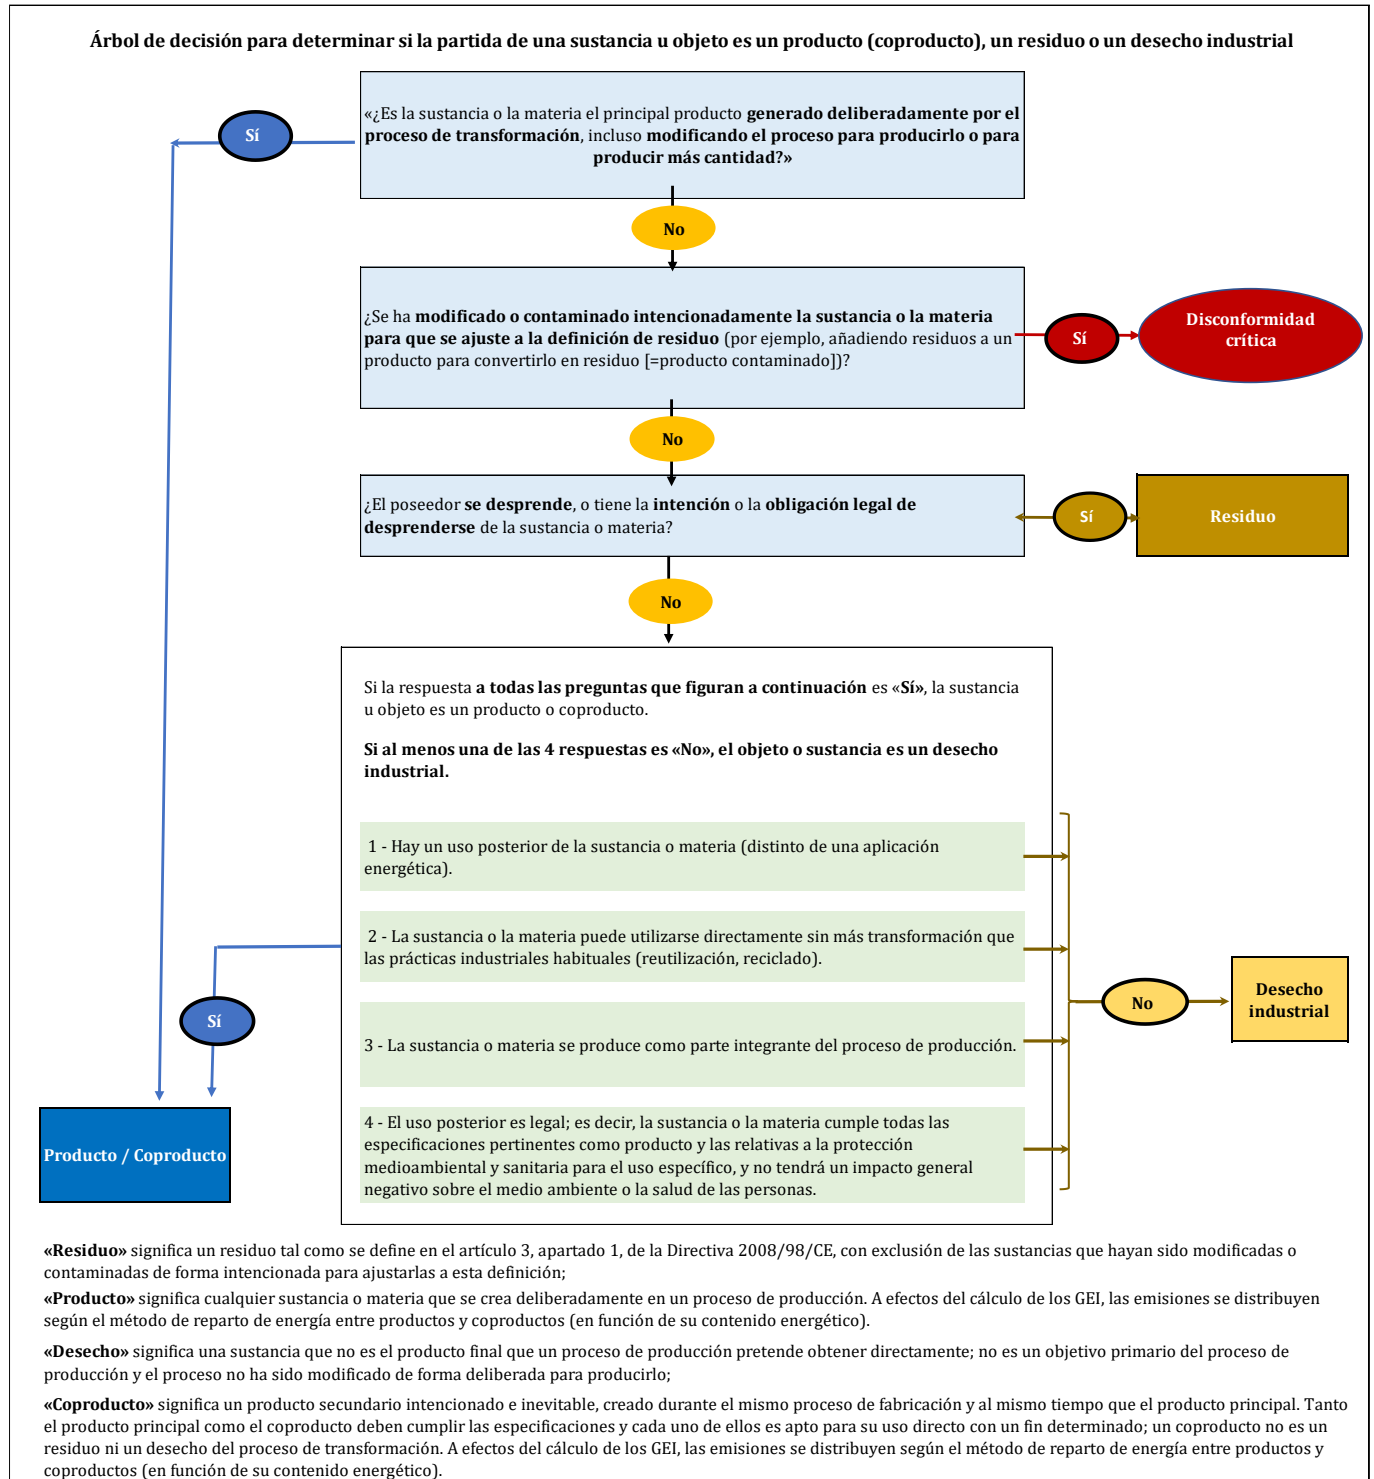 Árbol de decisión para determinar si la partida de una sustancia u objeto es un producto (coproducto), un residuo o un desecho industrial
«¿Es la sustancia o la materia el principal producto generado deliberadamente por el
proceso de transformación, incluso modificando el proceso para producirlo o para
producir más cantidad?»
Sí
No
¿Se ha modificado o contaminado intencionadamente la sustancia o la materia
para que se ajuste a la definición de residuo (por ejemplo, añadiendo residuos a un
producto para convertirlo en residuo [=producto contaminado])?
Sí
Disconformidad
crítica
No
¿El poseedor se desprende, o tiene la intención o la obligación legal de
desprenderse de la sustancia o materia?
Sí
Residuo
No
Si la respuesta a todas las preguntas que figuran a continuación es «Sí», la sustancia
u objeto es un producto o coproducto.
Si al menos una de las 4 respuestas es «No», el objeto o sustancia es un desecho
industrial.
1 - Hay un uso posterior de la sustancia o materia (distinto de una aplicación
energética).
2 - La sustancia o la materia puede utilizarse directamente sin más transformación que
las prácticas industriales habituales (reutilización, reciclado).
3 - La sustancia o materia se produce como parte integrante del proceso de producción.
4 - El uso posterior es legal; es decir, la sustancia o la materia cumple todas las
especificaciones pertinentes como producto y las relativas a la protección
medioambiental y sanitaria para el uso específico, y no tendrá un impacto general
negativo sobre el medio ambiente o la salud de las personas.
No
Desecho
industrial
Sí
Producto / Coproducto
«Residuo» significa un residuo tal como se define en el artículo 3, apartado 1, de la Directiva 2008/98/CE, con exclusión de las sustancias que hayan sido modificadas o
contaminadas de forma intencionada para ajustarlas a esta definición;
«Producto» significa cualquier sustancia o materia que se crea deliberadamente en un proceso de producción. A efectos del cálculo de los GEI, las emisiones se distribuyen
según el método de reparto de energía entre productos y coproductos (en función de su contenido energético).
«Desecho» significa una sustancia que no es el producto final que un proceso de producción pretende obtener directamente; no es un objetivo primario del proceso de
producción y el proceso no ha sido modificado de forma deliberada para producirlo;
«Coproducto» significa un producto secundario intencionado e inevitable, creado durante el mismo proceso de fabricación y al mismo tiempo que el producto principal. Tanto
el producto principal como el coproducto deben cumplir las especificaciones y cada uno de ellos es apto para su uso directo con un fin determinado; un coproducto no es un
residuo ni un desecho del proceso de transformación. A efectos del cálculo de los GEI, las emisiones se distribuyen según el método de reparto de energía entre productos y
coproductos (en función de su contenido energético).